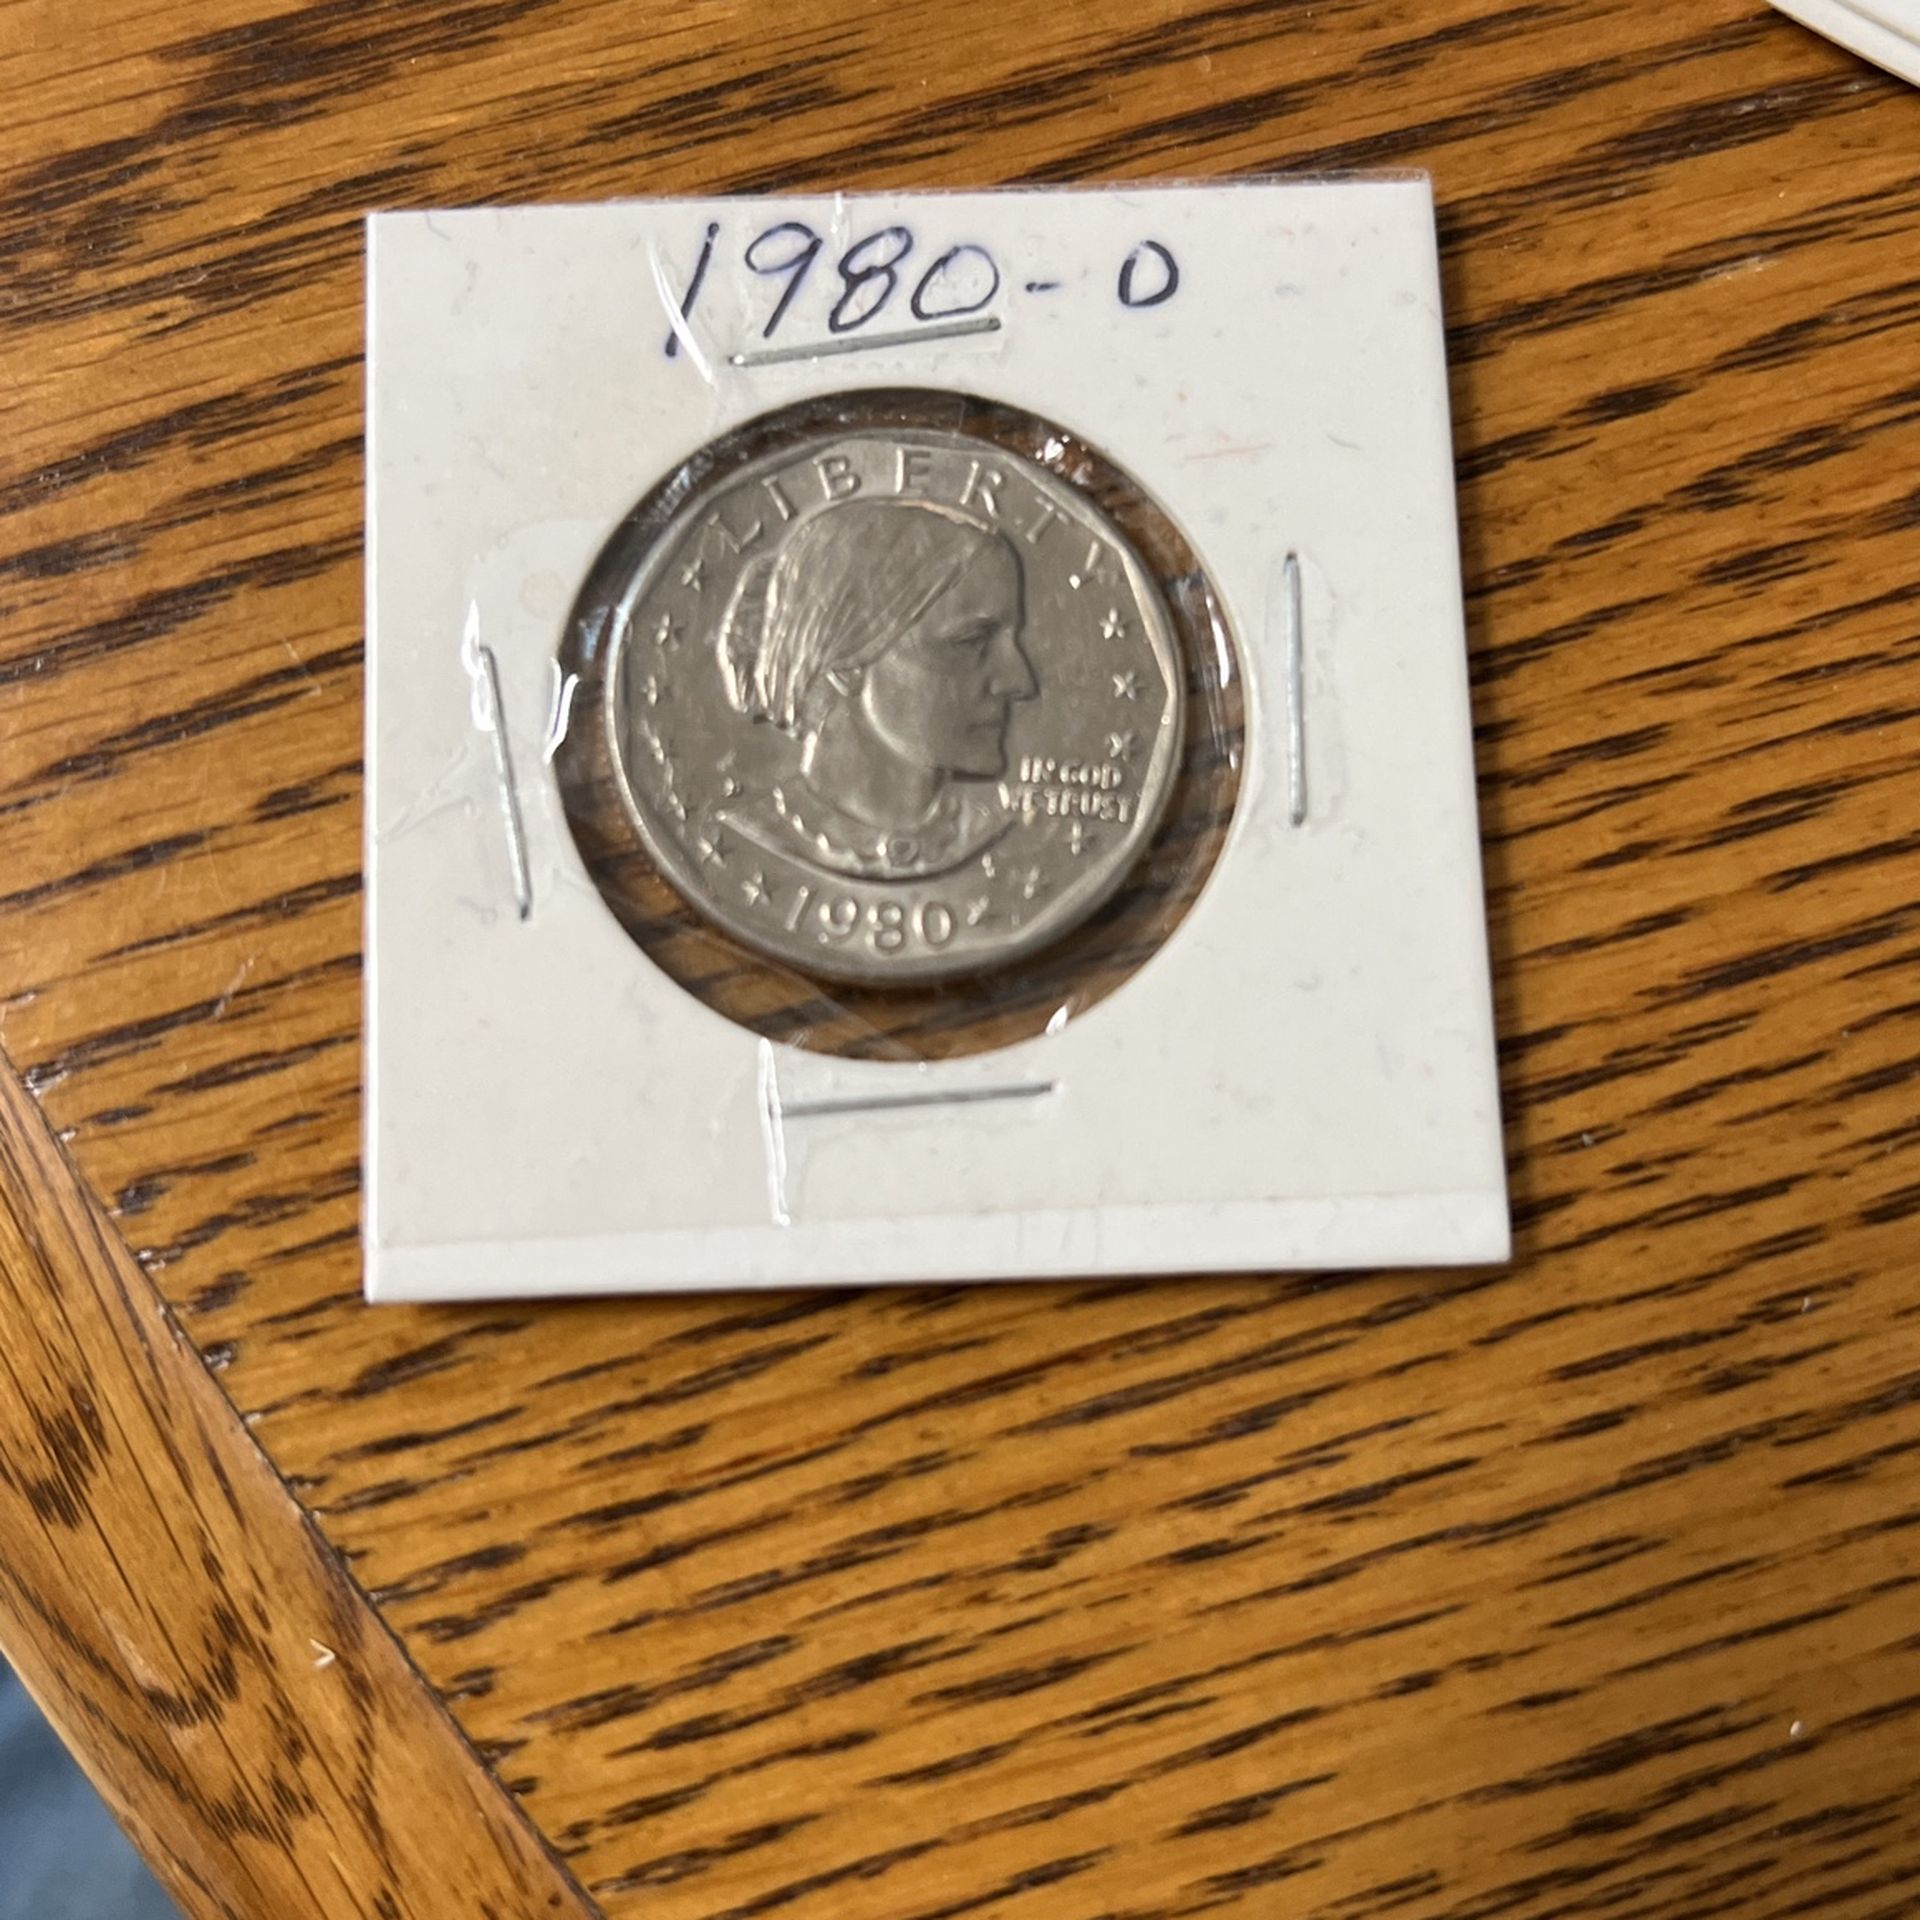 1980-D
LIBERTY
IN GOD
WE TRUST
D
1980